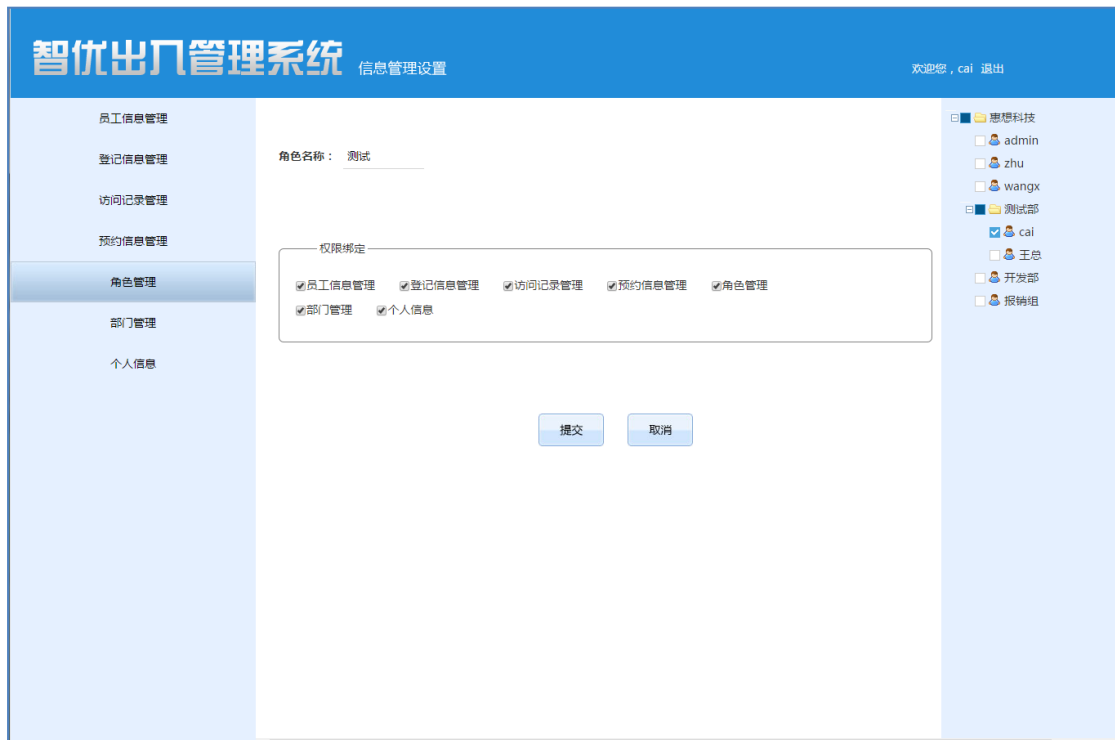 智优出入管理系统 信息管理设置
欢迎您，cai 退出
员工信息管理
登记信息管理
访问记录管理
预约信息管理
角色管理
部门管理
个人信息
角色名称： 测试
权限绑定
员工信息管理 登记信息管理 访问记录管理 预约信息管理 角色管理
部门管理 个人信息
提交 取消
惠想科技
admin
zhu
wangx
测试部
cai
王总
开发部
报销组